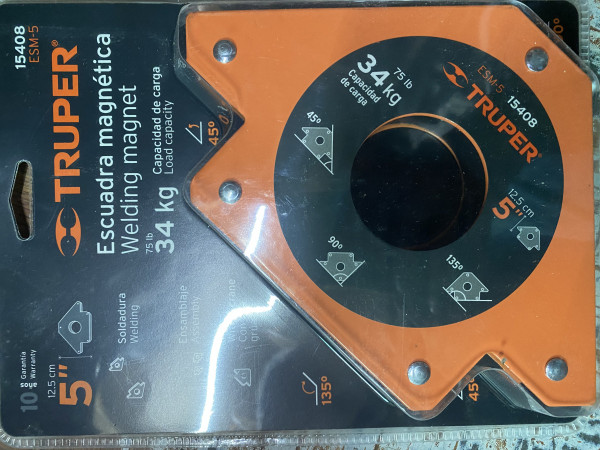 15408
ESM-5
TRUPER®
Escuadra magnética
Welding magnet
75 lb
34 kg
Capacidad de carga
Load capacity
45°
Soldadura
Welding
Ensamblaje
Assembly
135°
45°
10
Garantía
Warranty
12.5 cm
5"
34 kg
75 lb
Capacidad
de carga
ESM-5
15408
TRUPER®
12.5 cm
5"
45°
90°
135°